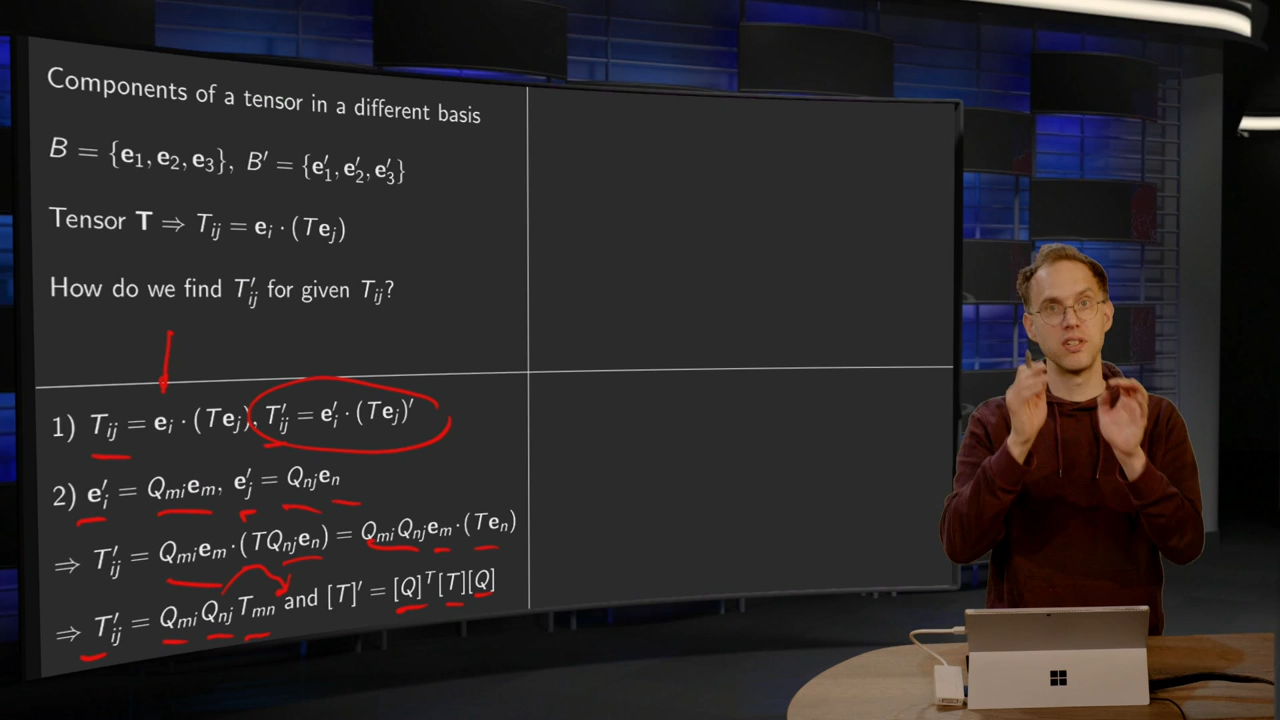 Components of a tensor in a different basis
B = {e₁, e₂, e₃}, B′ = {e′₁, e′₂, e′₃}
Tensor T ⇒ Tᵢⱼ = eᵢ · (Teⱼ)
How do we find T′ᵢⱼ for given Tᵢⱼ?
1) Tᵢⱼ = eᵢ · (Teⱼ), T′ᵢⱼ = e′ᵢ · (Teⱼ)′
2) e′ᵢ = Qₘᵢeₘ, e′ⱼ = Qₙⱼeₙ
⇒ T′ᵢⱼ = Qₘᵢeₘ · (TQₙⱼeₙ) = QₘᵢQₙⱼeₘ · (Teₙ)
⇒ T′ᵢⱼ = QₘᵢQₙⱼTₘₙ and [T]′ = [Q]ᵀ[T][Q]